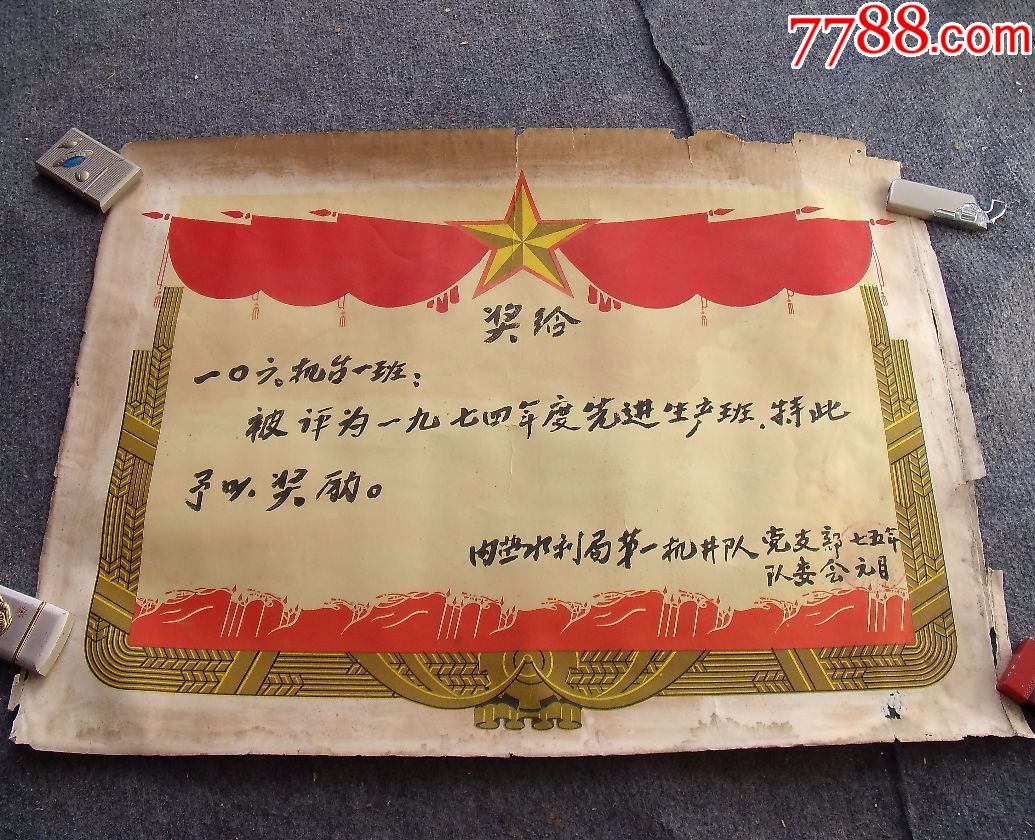 7788.com
奖给
一〇六。机台一班：
被评为一九七四年度先进生产班、特此
予以奖励。
内蒙水利局第一机井队 党支部 七五年
队委会 元月